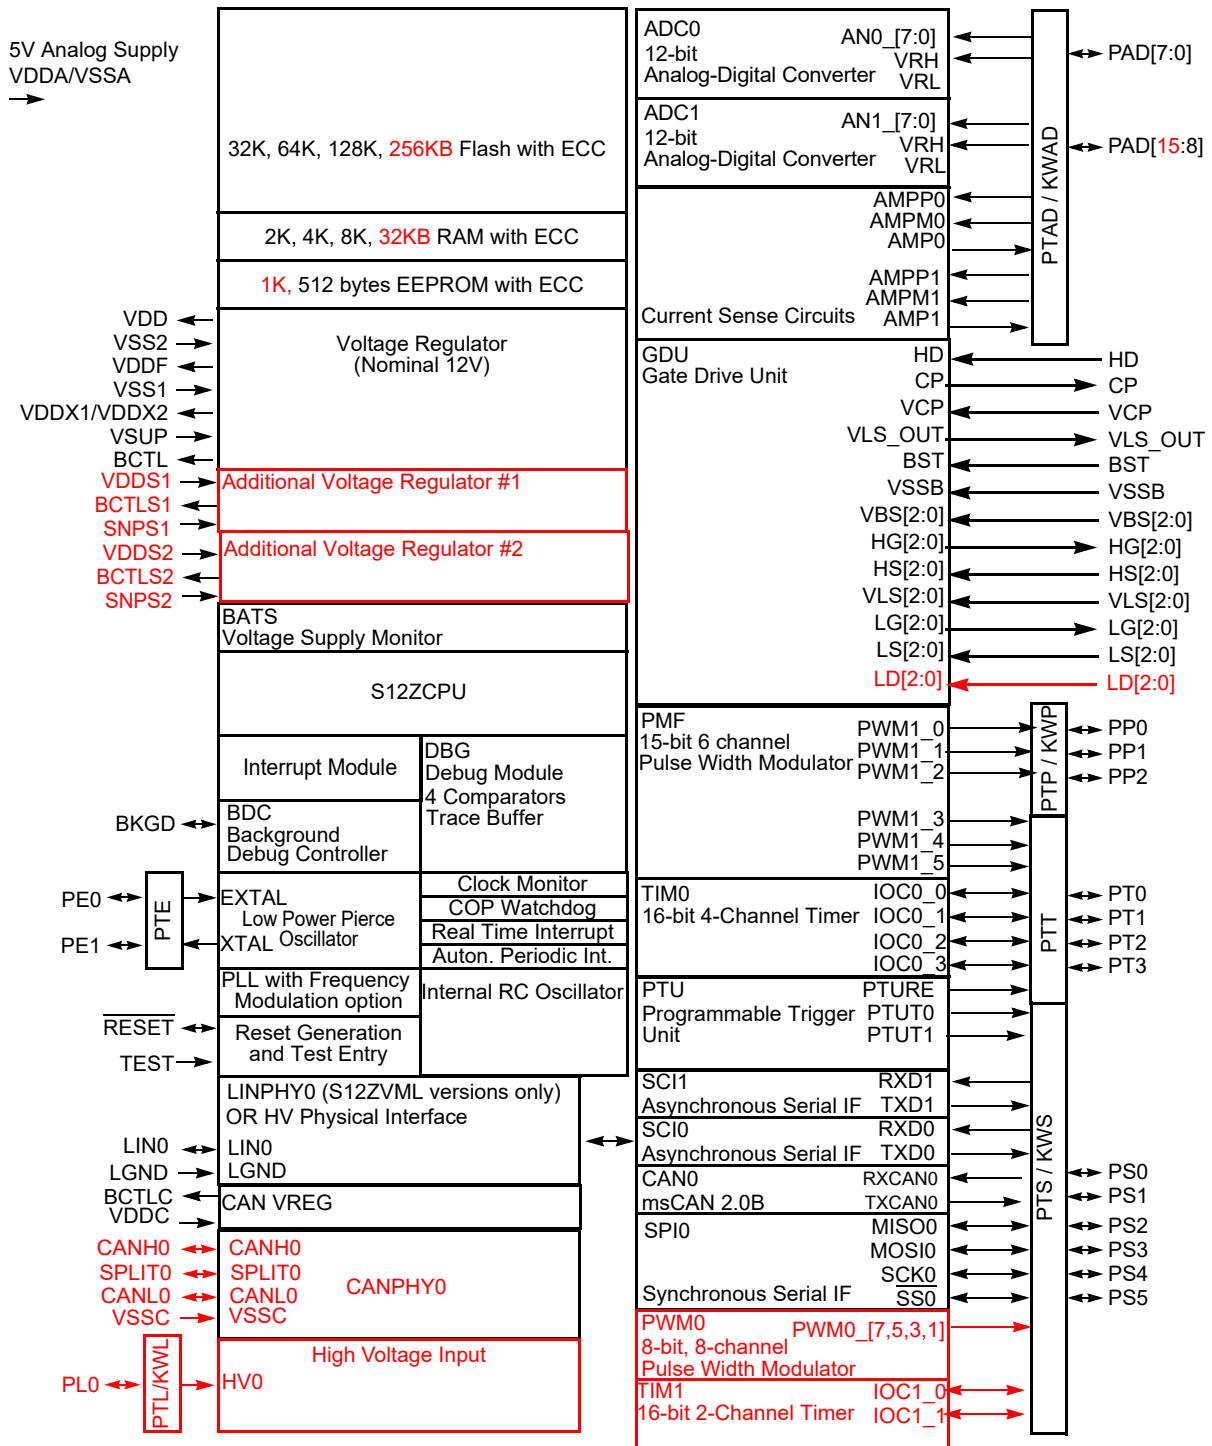 5V Analog Supply
VDDA/VSSA
32K, 64K, 128K, 256KB Flash with ECC
2K, 4K, 8K, 32KB RAM with ECC
1K, 512 bytes EEPROM with ECC
VDD
VSS2
VDDF
VSS1
VDDX1/VDDX2
VSUP
BCTL
Voltage Regulator
(Nominal 12V)
VDDS1
BCTLS1
SNPS1
Additional Voltage Regulator #1
VDDS2
BCTLS2
SNPS2
Additional Voltage Regulator #2
BATS
Voltage Supply Monitor
S12ZCPU
Interrupt Module
DBG
Debug Module
4 Comparators
Trace Buffer
BKGD
BDC
Background
Debug Controller
PE0
PE1
PTE
EXTAL
Low Power Pierce
Oscillator
XTAL
Clock Monitor
COP Watchdog
Real Time Interrupt
Auton. Periodic Int.
PLL with Frequency
Modulation option
Internal RC Oscillator
RESET
TEST
Reset Generation
and Test Entry
LINPHY0 (S12ZVML versions only)
OR HV Physical Interface
LIN0
LGND
LIN0
LGND
BCTLC
VDDC
CAN VREG
CANH0
SPLIT0
CANL0
VSSC
CANH0
SPLIT0
CANL0
VSSC
CANPHY0
PL0
PTL/KWL
High Voltage Input
HV0
ADC0
12-bit
Analog-Digital Converter
AN0_[7:0]
VRH
VRL
ADC1
12-bit
Analog-Digital Converter
AN1_[7:0]
VRH
VRL
Current Sense Circuits
AMPP0
AMPM0
AMP0
AMPP1
AMPM1
AMP1
PTAD / KWAD
PAD[7:0]
PAD[15:8]
GDU
Gate Drive Unit
HD
CP
VCP
VLS_OUT
BST
VSSB
VBS[2:0]
HG[2:0]
HS[2:0]
VLS[2:0]
LG[2:0]
LS[2:0]
LD[2:0]
HD
CP
VCP
VLS_OUT
BST
VSSB
VBS[2:0]
HG[2:0]
HS[2:0]
VLS[2:0]
LG[2:0]
LS[2:0]
LD[2:0]
PMF
15-bit 6 channel
Pulse Width Modulator
PWM1_0
PWM1_1
PWM1_2
PWM1_3
PWM1_4
PWM1_5
PTP / KWP
PP0
PP1
PP2
TIM0
16-bit 4-Channel Timer
IOC0_0
IOC0_1
IOC0_2
IOC0_3
PTT
PT0
PT1
PT2
PT3
PTU
Programmable Trigger
Unit
PTURE
PTUT0
PTUT1
SCI1
Asynchronous Serial IF
RXD1
TXD1
SCI0
Asynchronous Serial IF
RXD0
TXD0
CAN0
msCAN 2.0B
RXCAN0
TXCAN0
SPI0
Synchronous Serial IF
MISO0
MOSI0
SCK0
SS0
PTS / KWS
PS0
PS1
PS2
PS3
PS4
PS5
PWM0
8-bit, 8-channel
Pulse Width Modulator
PWM0_[7,5,3,1]
TIM1
16-bit 2-Channel Timer
IOC1_0
IOC1_1